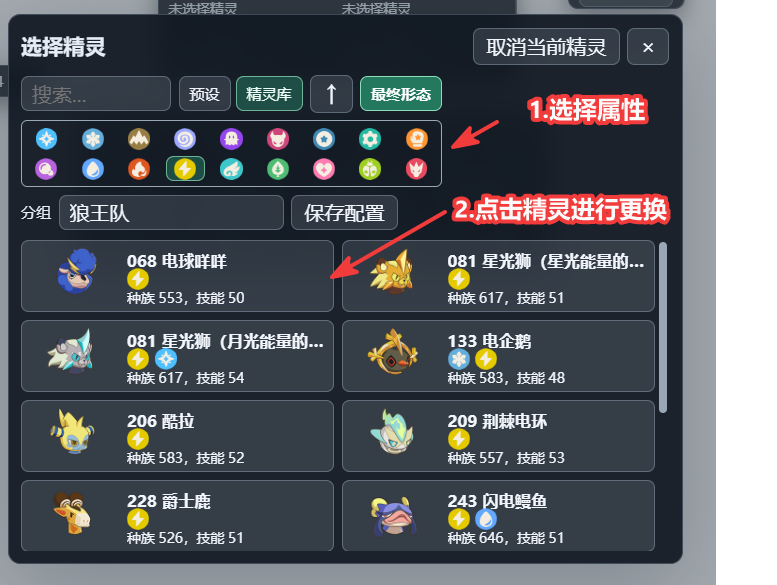 未选择精灵 未选择精灵
4
选择精灵 取消当前精灵 ×
搜索... 预设 精灵库 ↑ 最终形态
1.选择属性
分组 狼王队 保存配置
2.点击精灵进行更换
068 电球咩咩
种族 553，技能 50
081 星光狮（星光能量的...
种族 617，技能 51
081 星光狮（月光能量的...
种族 617，技能 54
133 电企鹅
种族 583，技能 48
206 酷拉
种族 583，技能 52
209 荆棘电环
种族 557，技能 53
228 爵士鹿
种族 526，技能 51
243 闪电鳗鱼
种族 646，技能 51